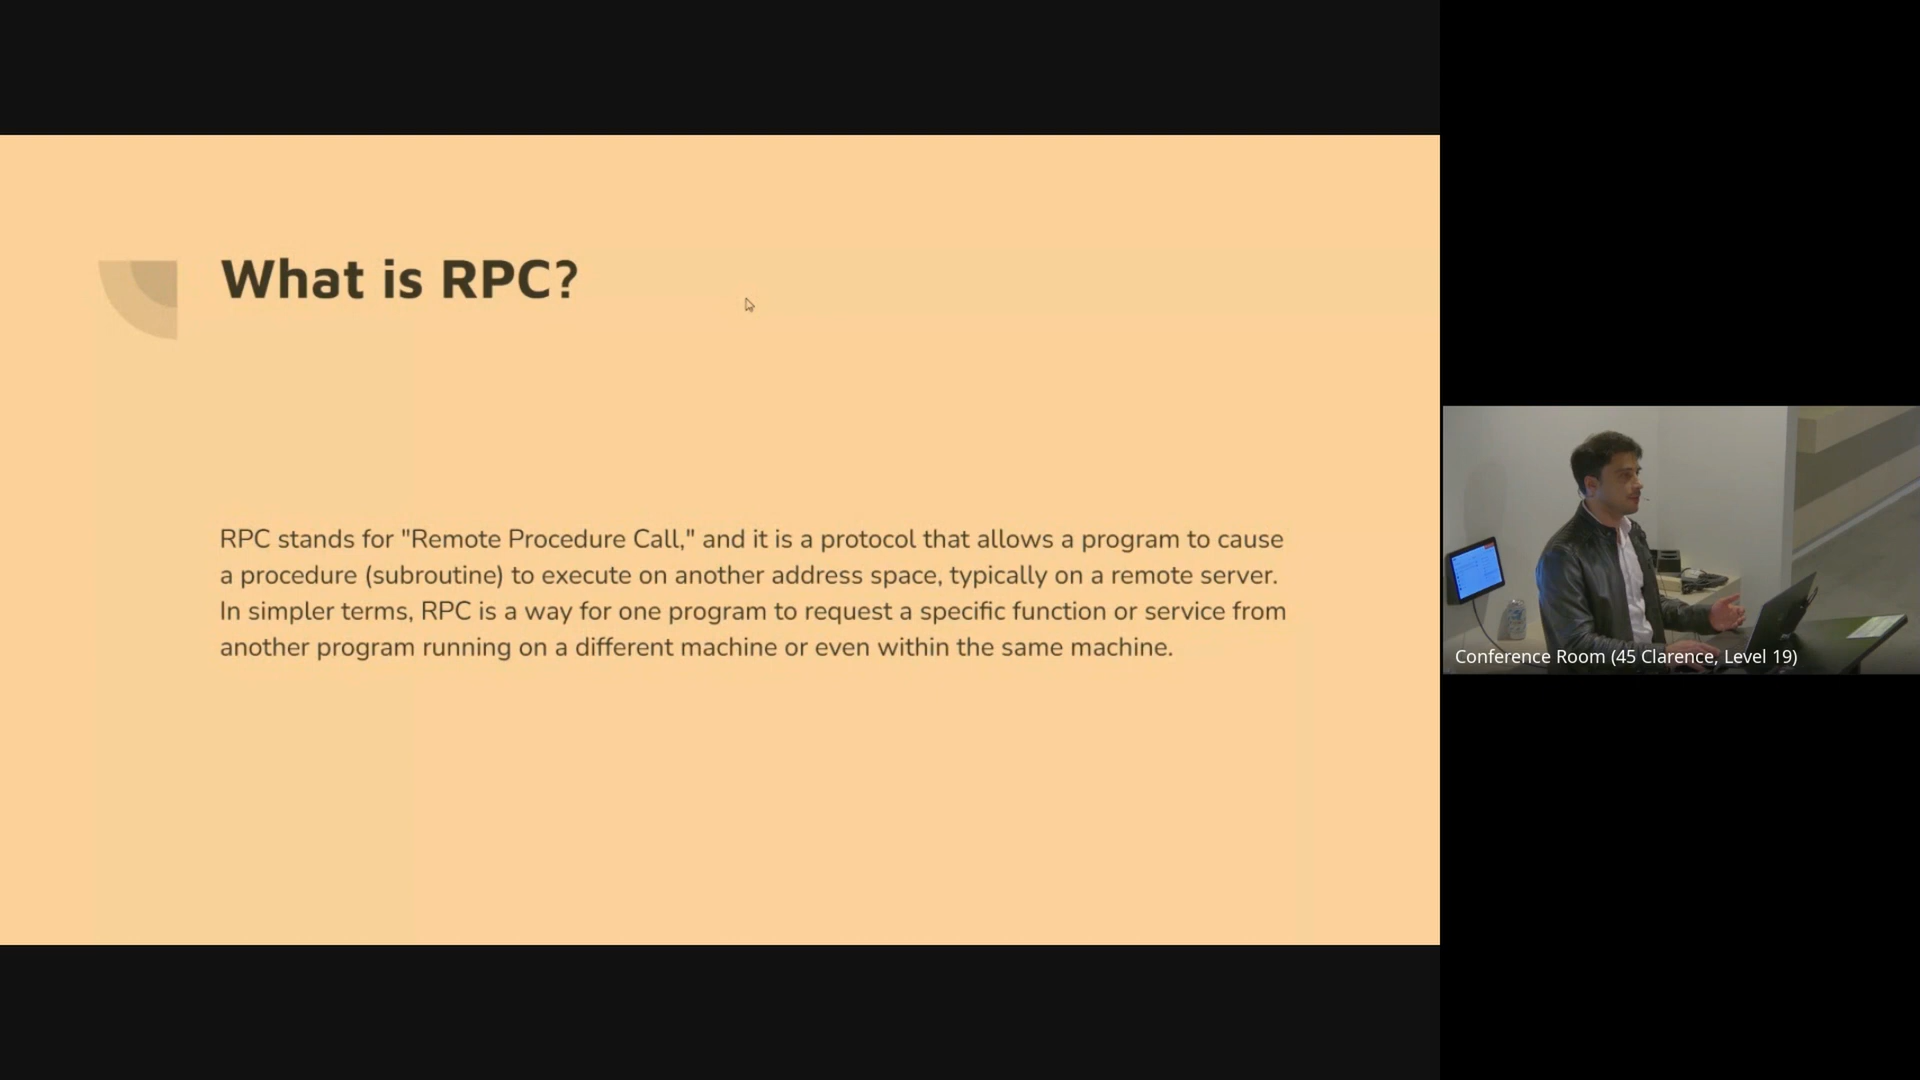 What is RPC?
RPC stands for "Remote Procedure Call," and it is a protocol that allows a program to cause
a procedure (subroutine) to execute on another address space, typically on a remote server.
In simpler terms, RPC is a way for one program to request a specific function or service from
another program running on a different machine or even within the same machine.
Conference Room (45 Clarence, Level 19)